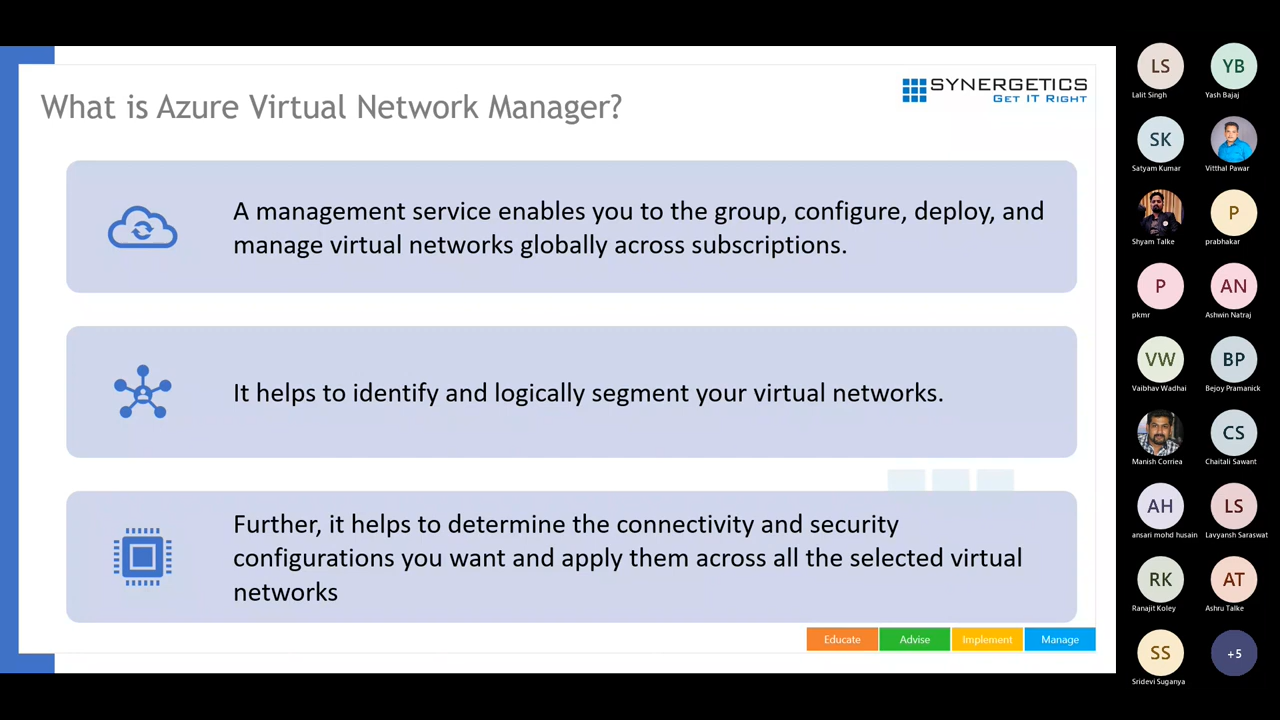 What is Azure Virtual Network Manager?
SYNERGETICS
GET IT RIGHT
A management service enables you to the group, configure, deploy, and
manage virtual networks globally across subscriptions.
It helps to identify and logically segment your virtual networks.
Further, it helps to determine the connectivity and security
configurations you want and apply them across all the selected virtual
networks
Educate
Advise
Implement
Manage
LS
Lalit Singh
YB
Yash Bajaj
SK
Satyam Kumar
Vitthal Pawar
Shyam Talke
P
prabhakar
P
pkmr
AN
Ashwin Natraj
VW
Vaibhav Wadhai
BP
Bejoy Pramanick
Manish Corriea
CS
Chaitali Sawant
AH
ansari mohd husain
LS
Lavyansh Saraswat
RK
Ranajit Koley
AT
Ashru Talke
SS
Sridevi Suganya
+5